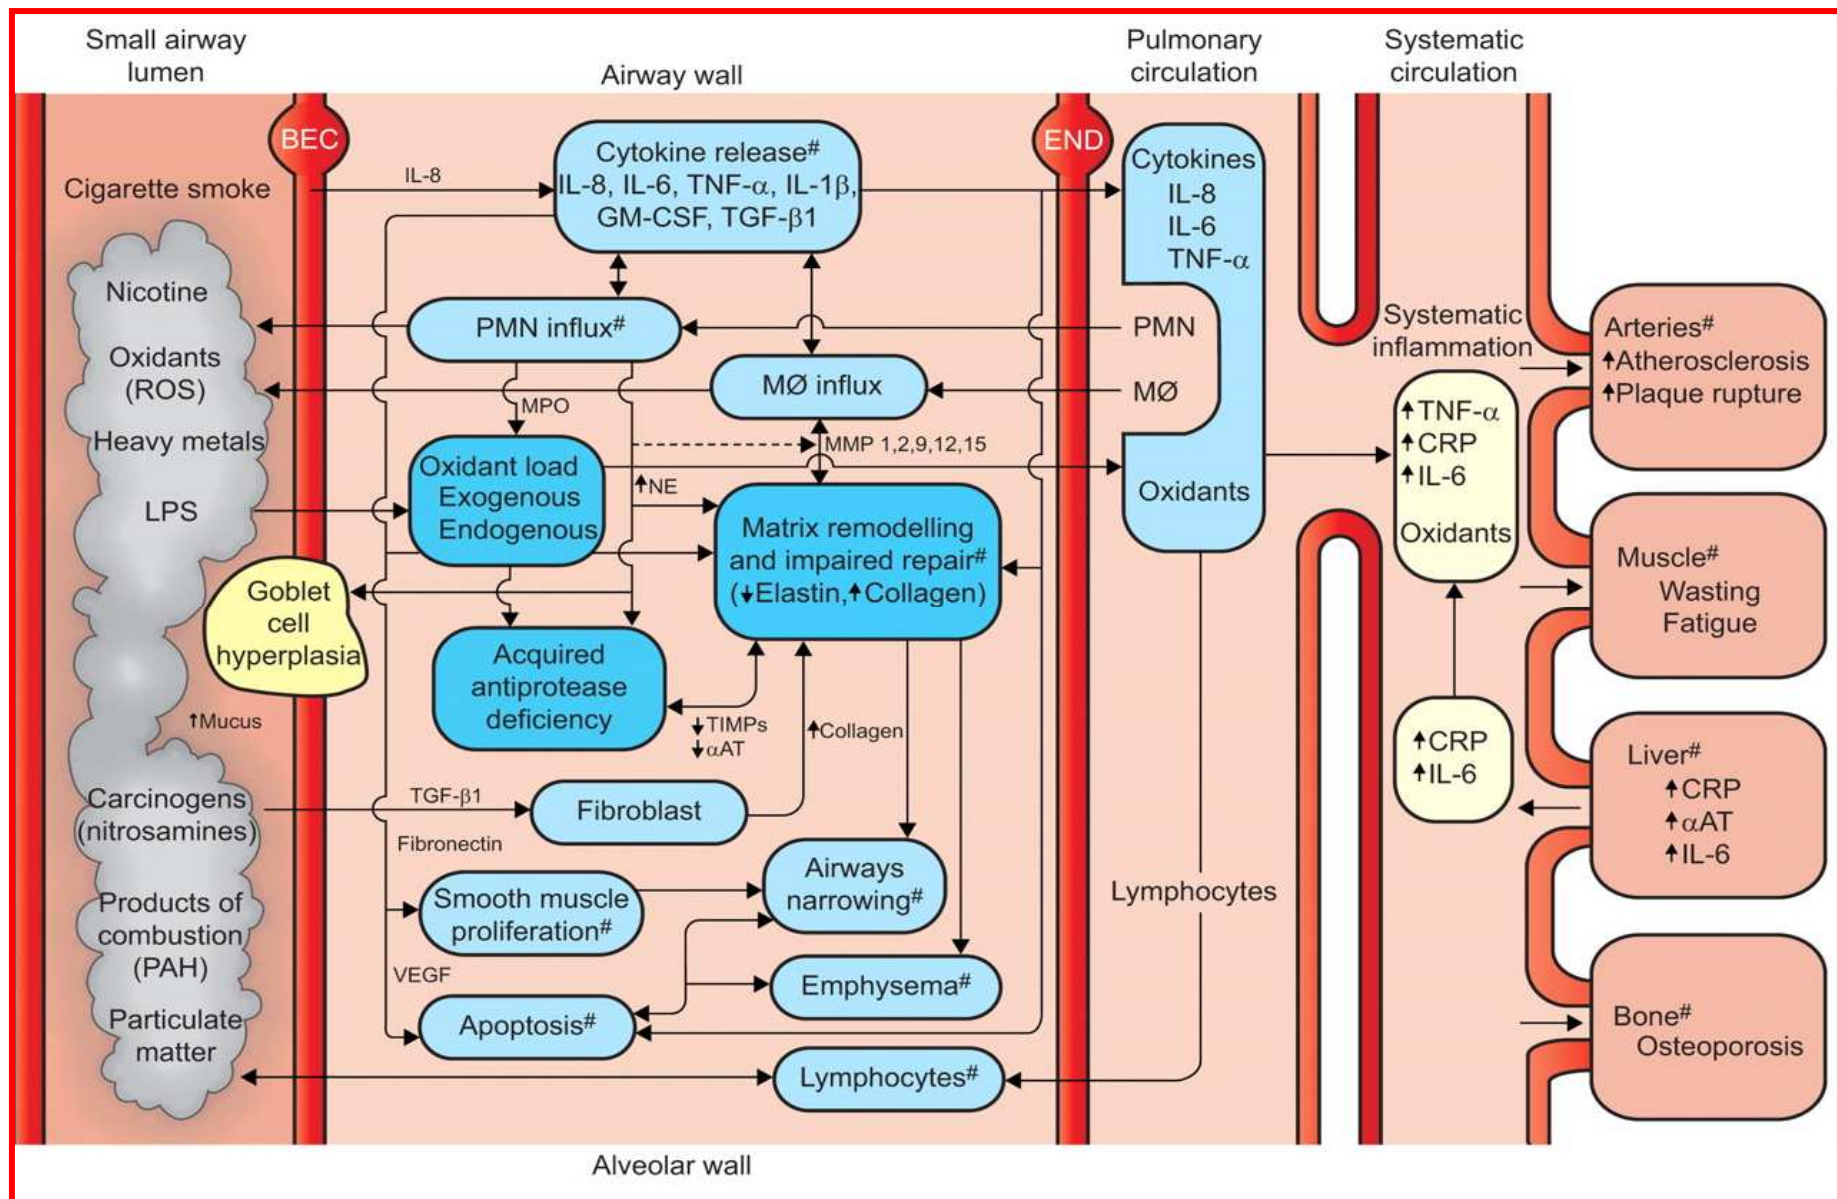 Small airway
lumen
Airway wall
Pulmonary
circulation
Systematic
circulation
BEC
END
Cigarette smoke
Nicotine
Oxidants
(ROS)
Heavy metals
LPS
Goblet
cell
hyperplasia
↑Mucus
Carcinogens
(nitrosamines)
Products of
combustion
(PAH)
Particulate
matter
IL-8
Cytokine release#
IL-8, IL-6, TNF-α, IL-1β,
GM-CSF, TGF-β1
PMN influx#
MØ influx
MPO
MMP 1,2,9,12,15
Oxidant load
Exogenous
Endogenous
↑NE
Matrix remodelling
and impaired repair#
(↓Elastin,↑Collagen)
Acquired
antiprotease
deficiency
↓TIMPs
↓αAT
↑Collagen
TGF-β1
Fibroblast
Fibronectin
Smooth muscle
proliferation#
Airways
narrowing#
VEGF
Emphysema#
Apoptosis#
Lymphocytes#
Alveolar wall
Cytokines
IL-8
IL-6
TNF-α
PMN
MØ
Oxidants
Lymphocytes
Systematic
inflammation
↑TNF-α
↑CRP
↑IL-6
Oxidants
↑CRP
↑IL-6
Arteries#
↑Atherosclerosis
↑Plaque rupture
Muscle#
Wasting
Fatigue
Liver#
↑CRP
↑αAT
↑IL-6
Bone#
Osteoporosis